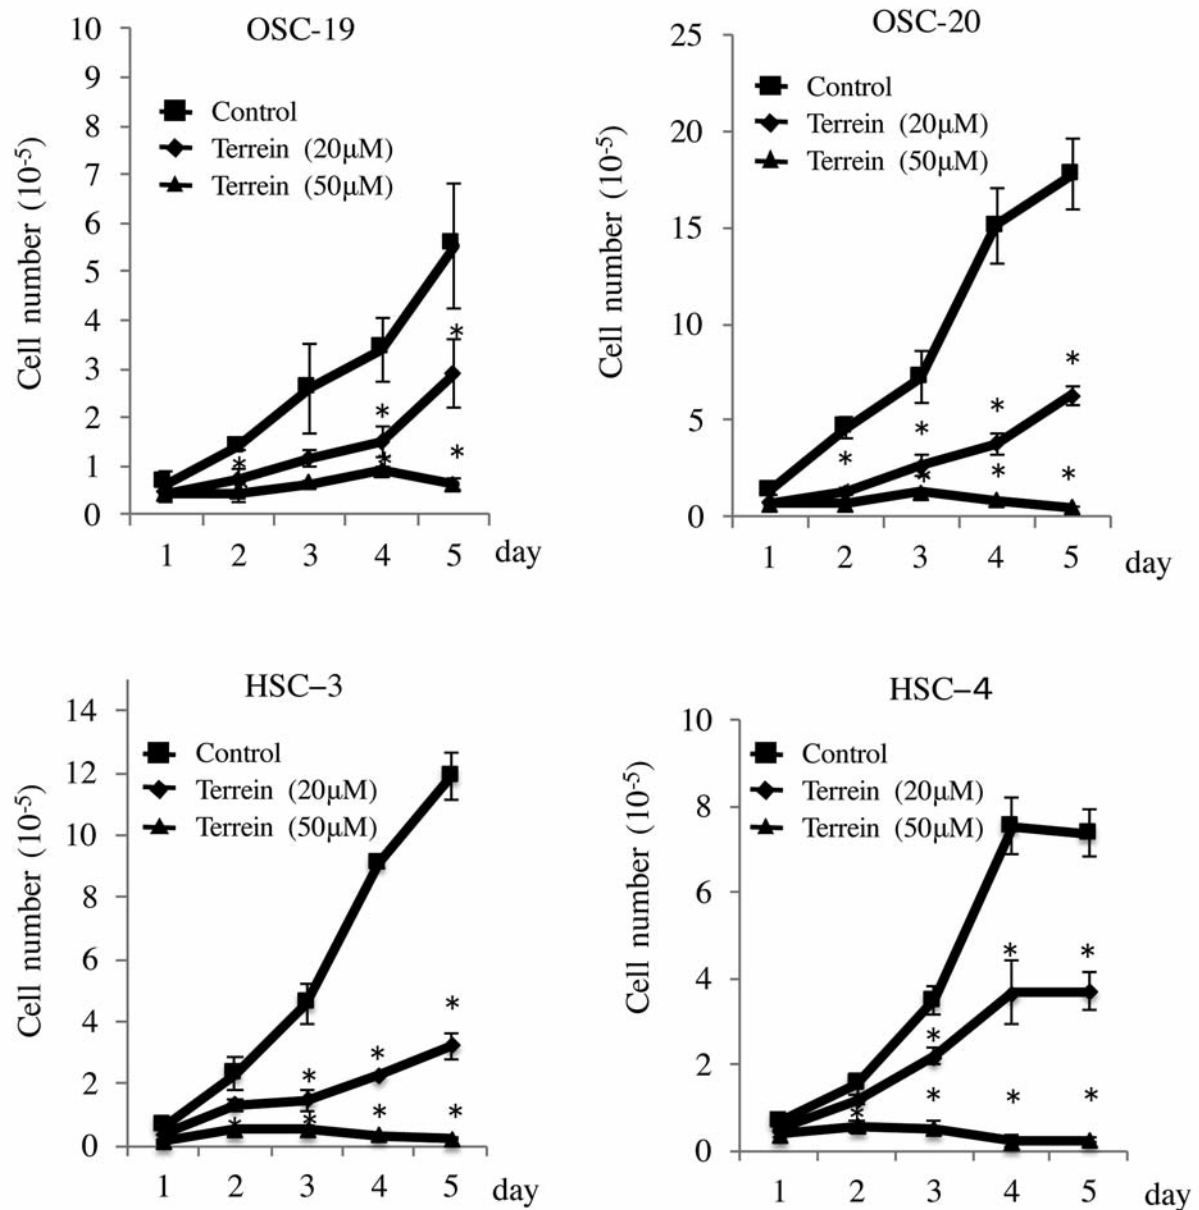 OSC-19
10
9
8
7
6
5
4
3
2
1
0
Cell number (10-5)
Control
Terrein (20μM)
Terrein (50μM)
*
*
*
*
*
*
1 2 3 4 5 day
OSC-20
25
20
15
10
5
0
Cell number (10-5)
Control
Terrein (20μM)
Terrein (50μM)
*
*
*
*
*
*
*
1 2 3 4 5 day
HSC–3
14
12
10
8
6
4
2
0
Cell number (10-5)
Control
Terrein (20μM)
Terrein (50μM)
*
*
*
*
*
*
*
1 2 3 4 5 day
HSC–4
10
8
6
4
2
0
Cell number (10-5)
Control
Terrein (20μM)
Terrein (50μM)
*
*
*
*
*
*
*
1 2 3 4 5 day